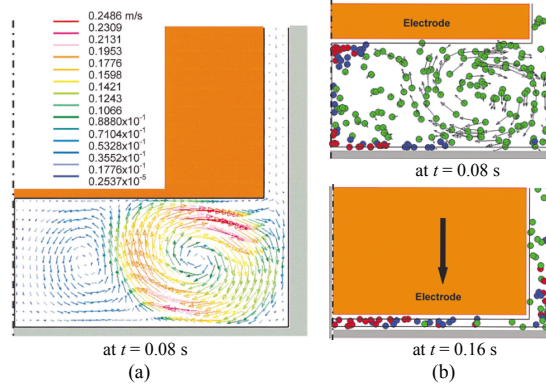 0.2486 m/s
0.2309
0.2131
0.1953
0.1776
0.1598
0.1421
0.1243
0.1066
0.8880x10⁻¹
0.7104x10⁻¹
0.5328x10⁻¹
0.3552x10⁻¹
0.1776x10⁻¹
0.2537x10⁻⁵
at t = 0.08 s
(a)
Electrode
at t = 0.08 s
Electrode
at t = 0.16 s
(b)